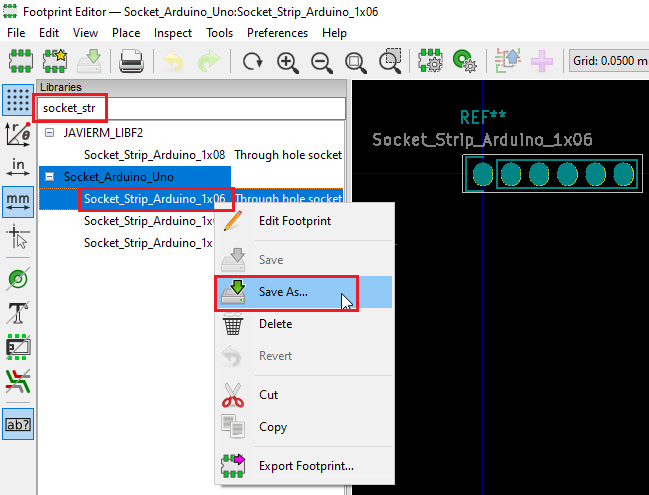 Footprint Editor — Socket_Arduino_Uno:Socket_Strip_Arduino_1x06
File Edit View Place Inspect Tools Preferences Help
Grid: 0.0500 m
Libraries
socket_str
JAVIERM_LIBF2
Socket_Strip_Arduino_1x08 Through hole socket
Socket_Arduino_Uno
Socket_Strip_Arduino_1x06 Through hole socket
Socket_Strip_Arduino_1x
Socket_Strip_Arduino_1x
in
mm
T
ab?
Edit Footprint
Save
Save As...
Delete
Revert
Cut
Copy
Export Footprint...
REF**
Socket_Strip_Arduino_1x06